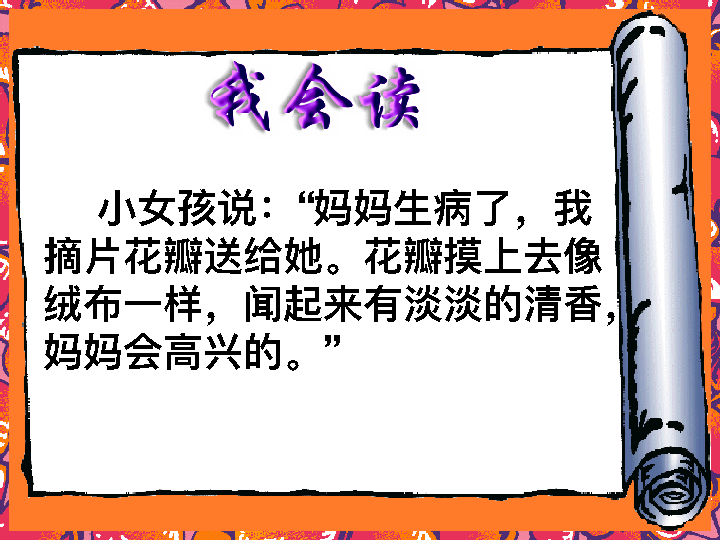 我会读
小女孩说：“妈妈生病了，我
摘片花瓣送给她。花瓣摸上去像
绒布一样，闻起来有淡淡的清香，
妈妈会高兴的。”